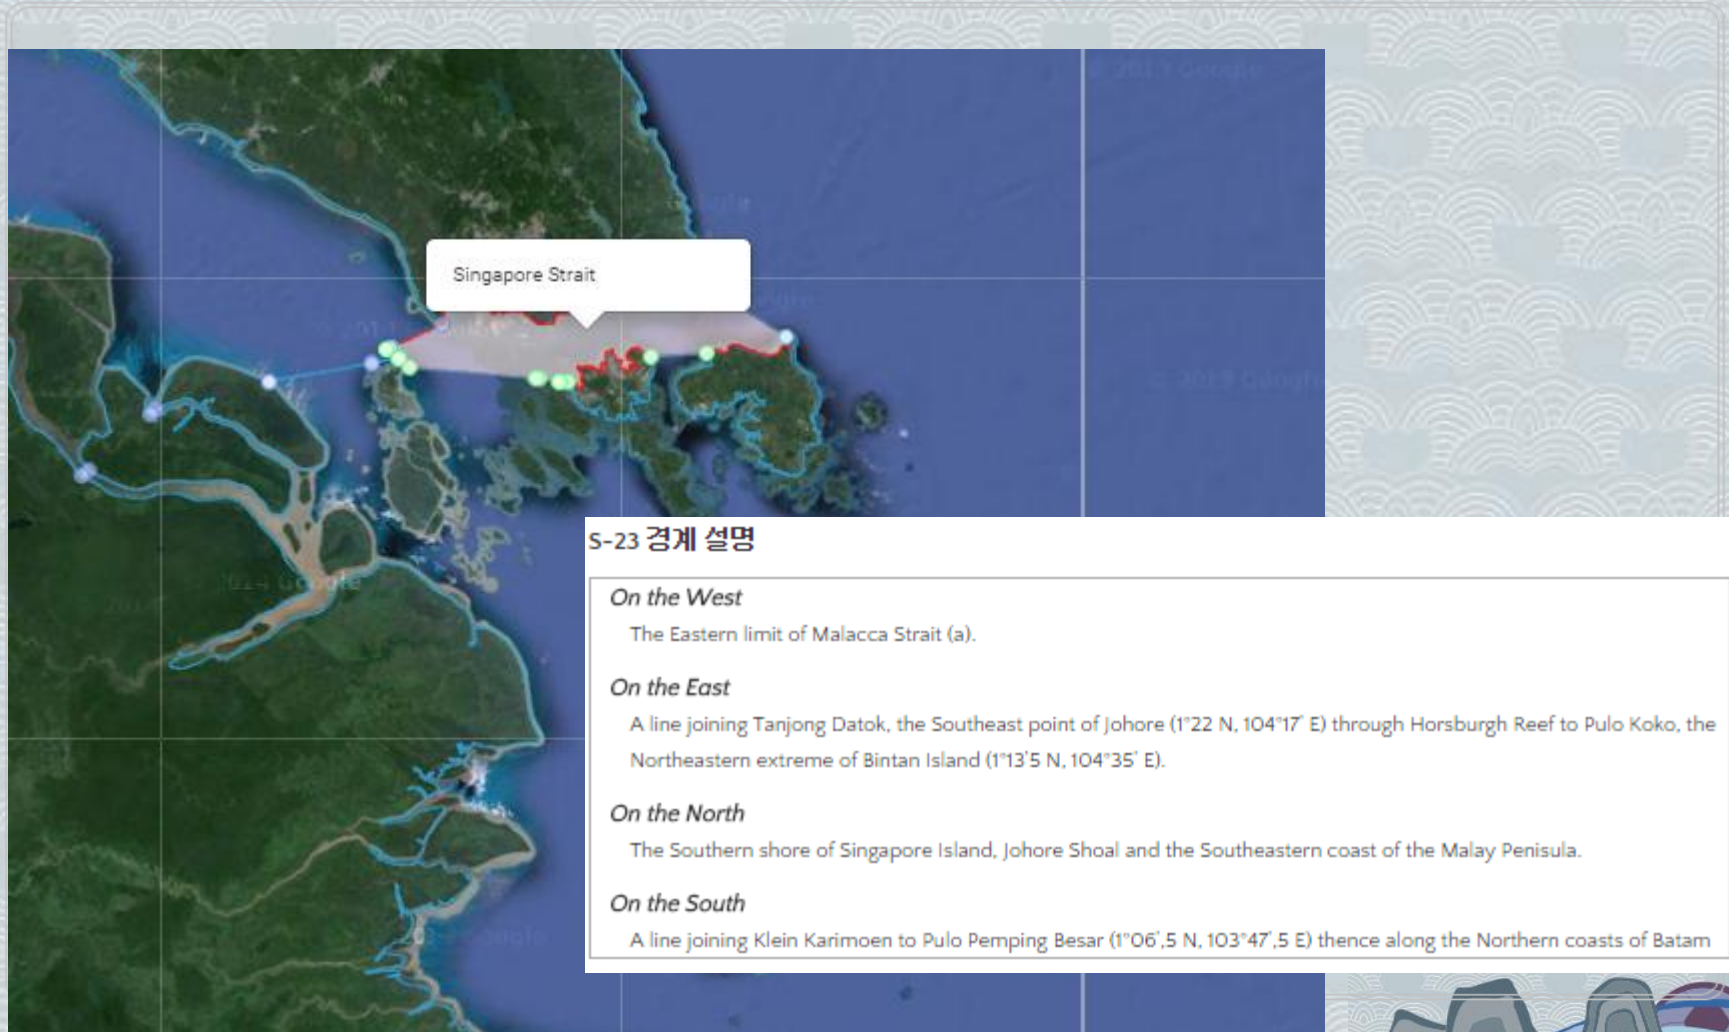 Singapore Strait
S-23 경계 설명
On the West
The Eastern limit of Malacca Strait (a).
On the East
A line joining Tanjong Datok, the Southeast point of Johore (1°22 N, 104°17' E) through Horsburgh Reef to Pulo Koko, the
Northeastern extreme of Bintan Island (1°13'5 N, 104°35' E).
On the North
The Southern shore of Singapore Island, Johore Shoal and the Southeastern coast of the Malay Penisula.
On the South
A line joining Klein Karimoen to Pulo Pemping Besar (1°06',5 N, 103°47',5 E) thence along the Northern coasts of Batam